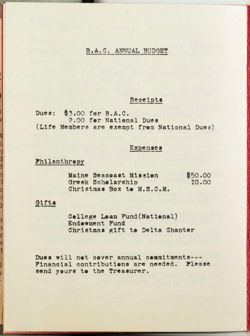 B.A.C. ANNUAL BUDGET
Receipts
Dues: $3.00 for B.A.C.
2.00 for National Dues
(Life Members are exempt from National Dues)
Expenses
Philanthropy
Maine Seacoast Mission $50.00
Greek Scholarship 10.00
Christmas Box to M.S.C.M.
Gifts
College Loan Fund(National)
Endowment Fund
Christmas gift to Delta Chapter
Dues will not cover annual commitments---
Financial contributions are needed. Please
send yours to the Treasurer.